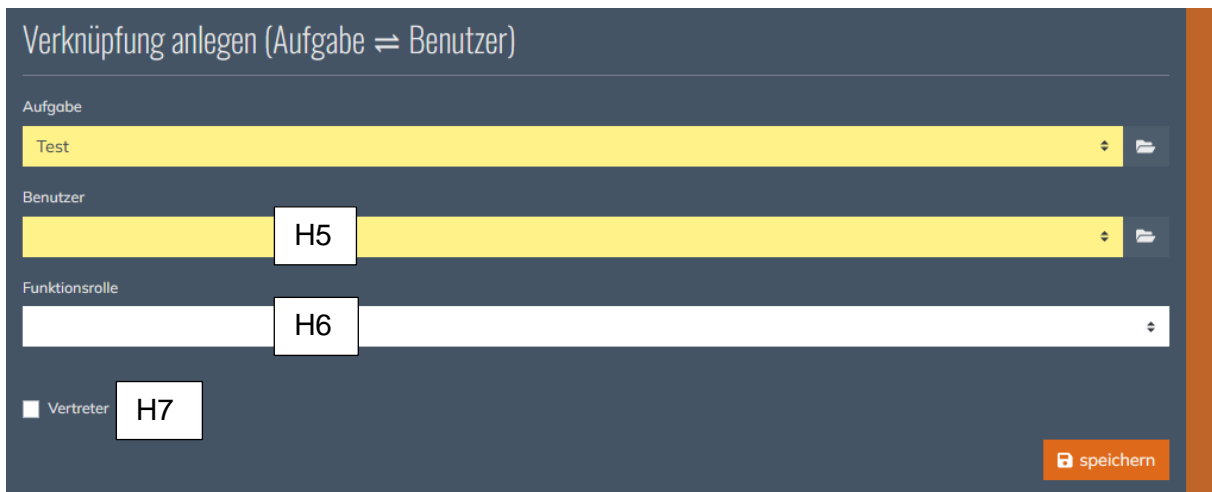 Verknüpfung anlegen (Aufgabe ⇌ Benutzer)
Aufgabe
Test
Benutzer
H5
Funktionsrolle
H6
Vertreter H7
speichern